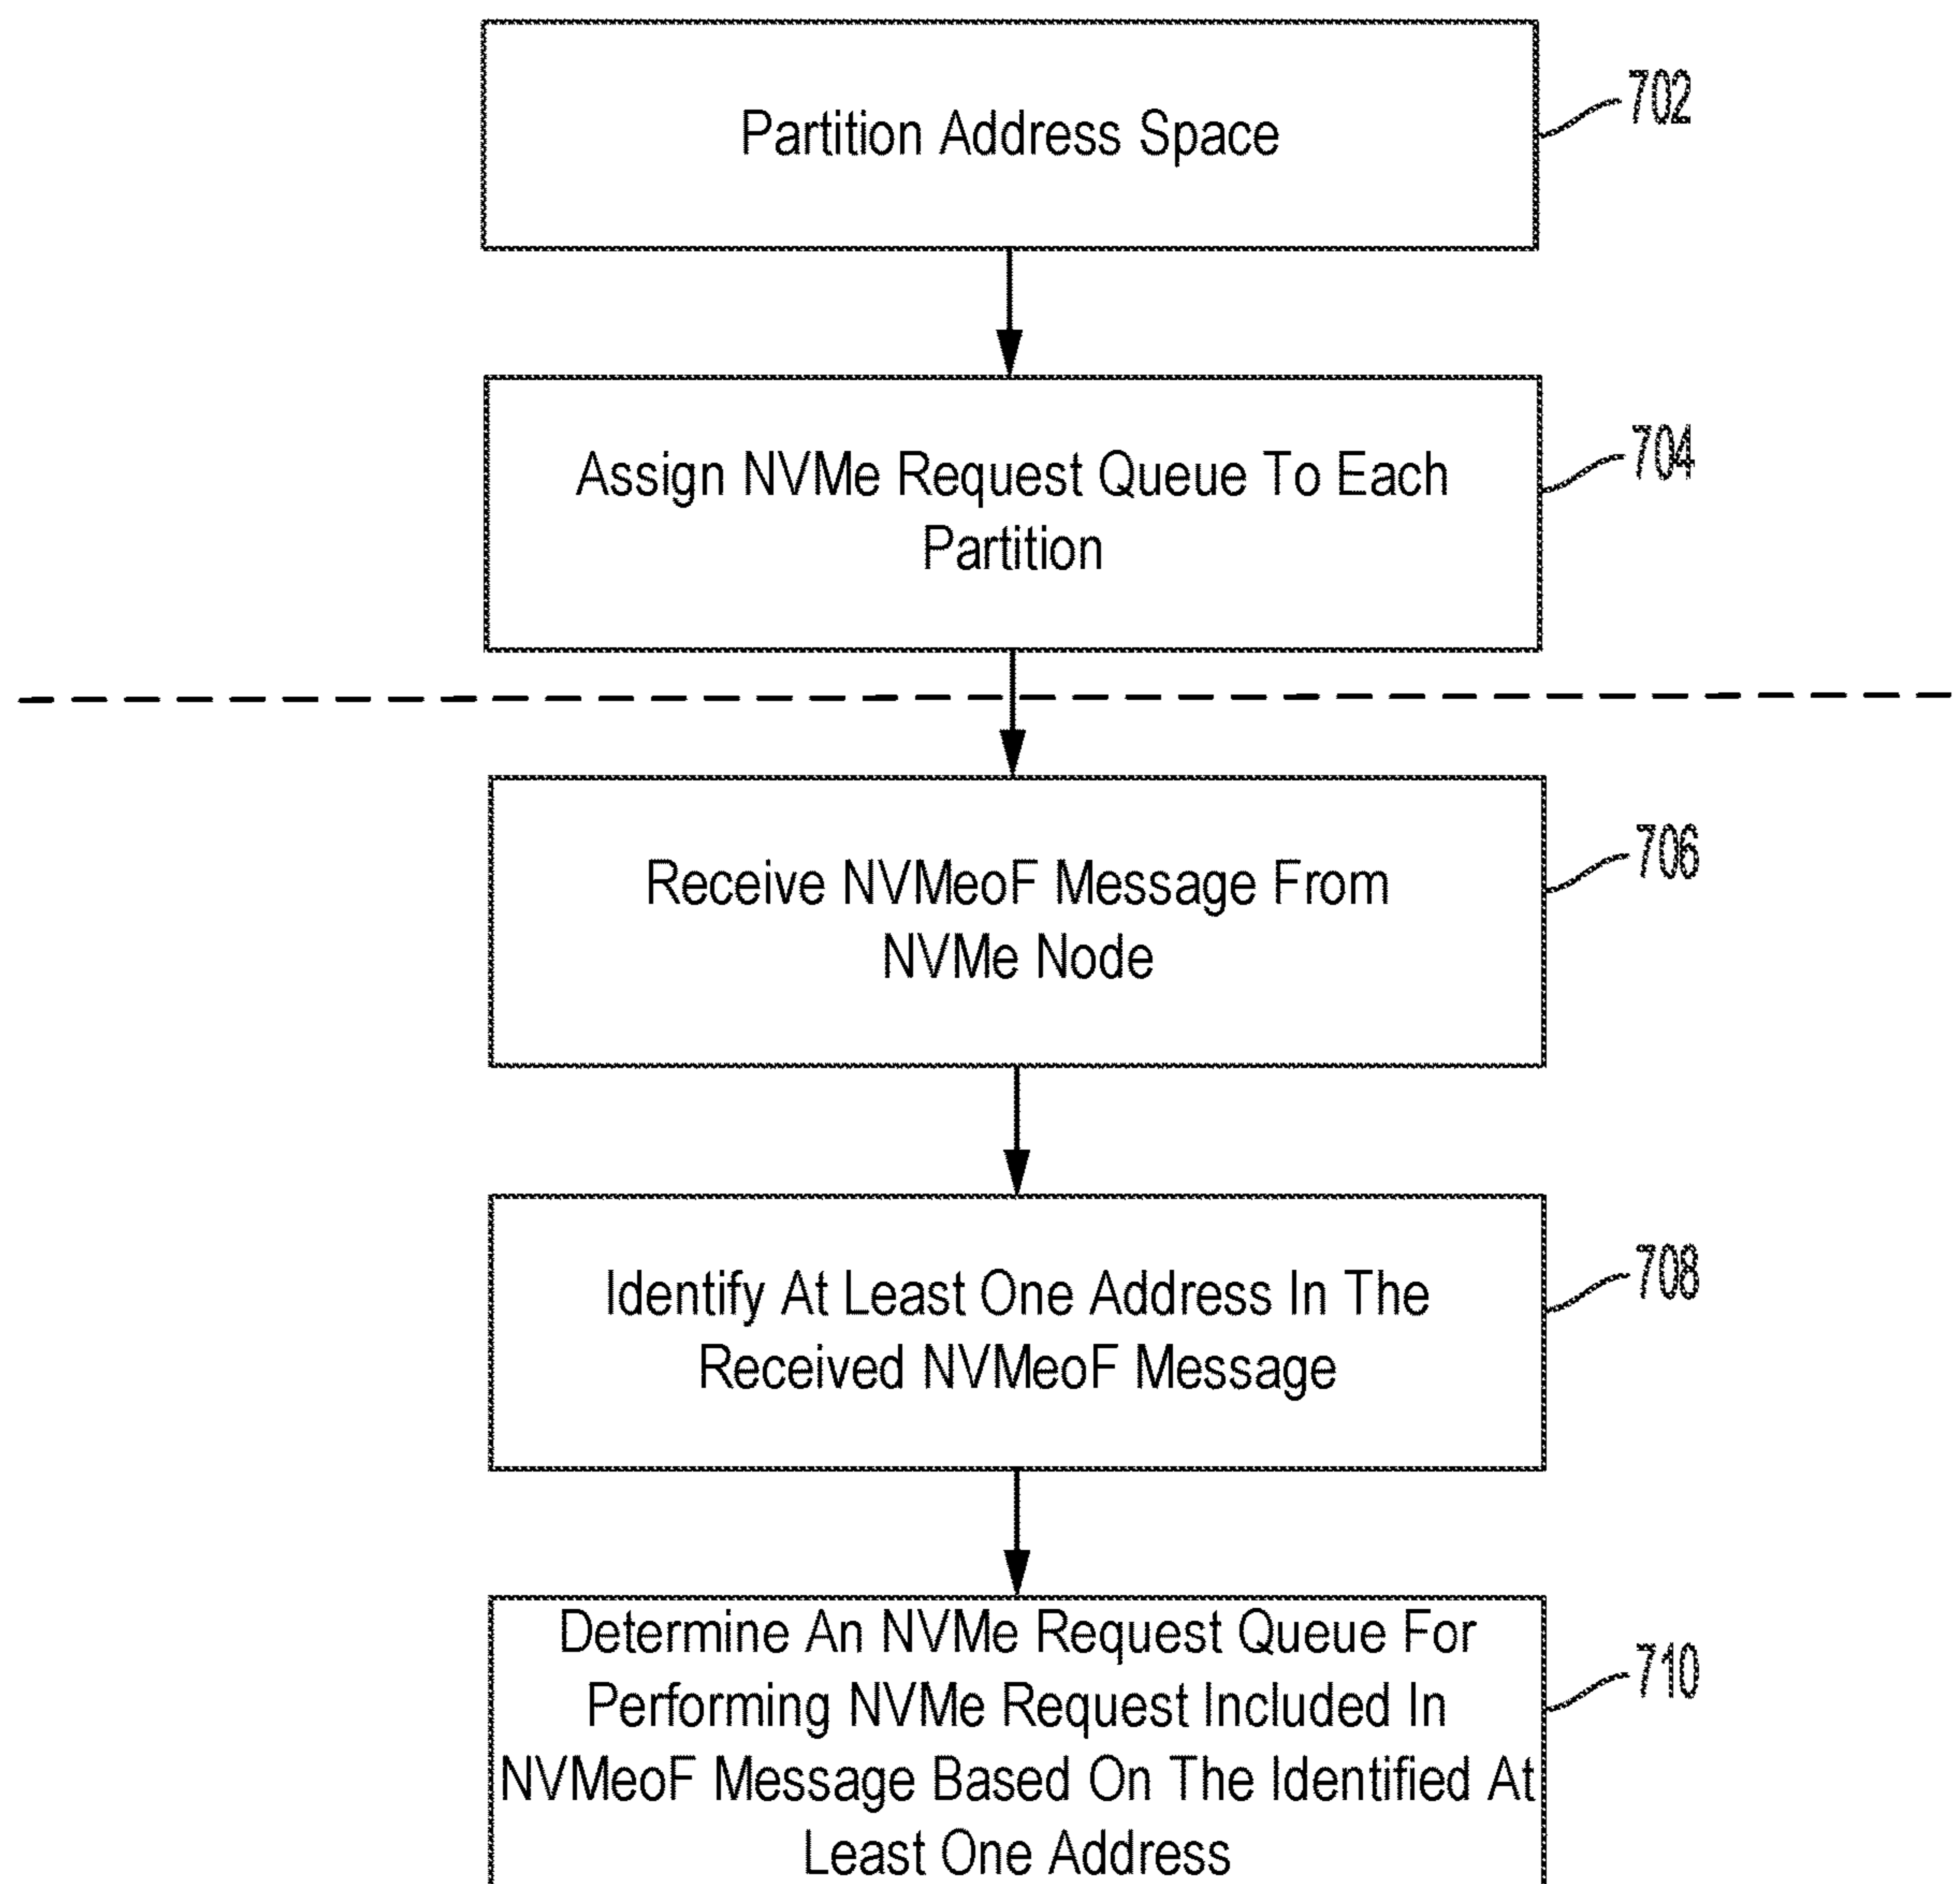 Partition Address Space
702
Assign NVMe Request Queue To Each
Partition
704
Receive NVMeoF Message From
NVMe Node
706
Identify At Least One Address In The
Received NVMeoF Message
708
Determine An NVMe Request Queue For
Performing NVMe Request Included In
NVMeoF Message Based On The Identified At
Least One Address
710